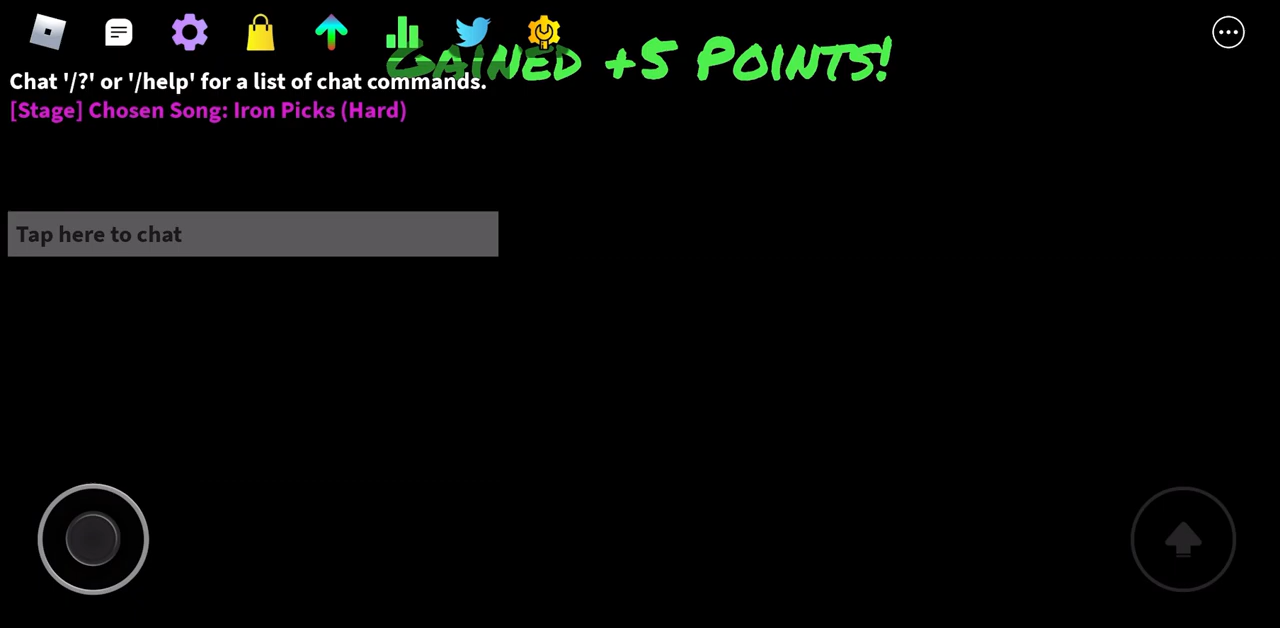 Gained +5 Points!
Chat '/?' or '/help' for a list of chat commands.
[Stage] Chosen Song: Iron Picks (Hard)
Tap here to chat